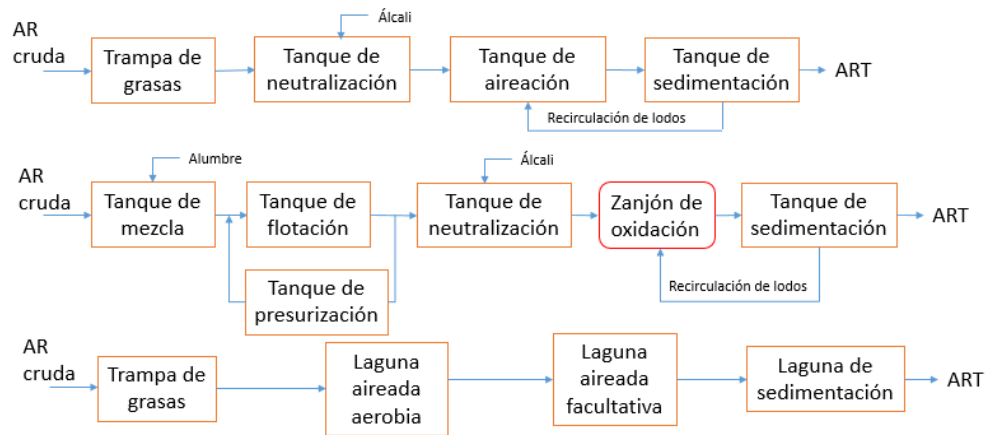 Álcali
AR
cruda
Trampa de
grasas
Tanque de
neutralización
Tanque de
aireación
Tanque de
sedimentación
ART
Recirculación de lodos
Alumbre
Álcali
AR
cruda
Tanque de
mezcla
Tanque de
flotación
Tanque de
neutralización
Zanjón de
oxidación
Tanque de
sedimentación
ART
Tanque de
presurización
Recirculación de lodos
AR
cruda
Trampa de
grasas
Laguna
aireada
aerobia
Laguna
aireada
facultativa
Laguna de
sedimentación
ART